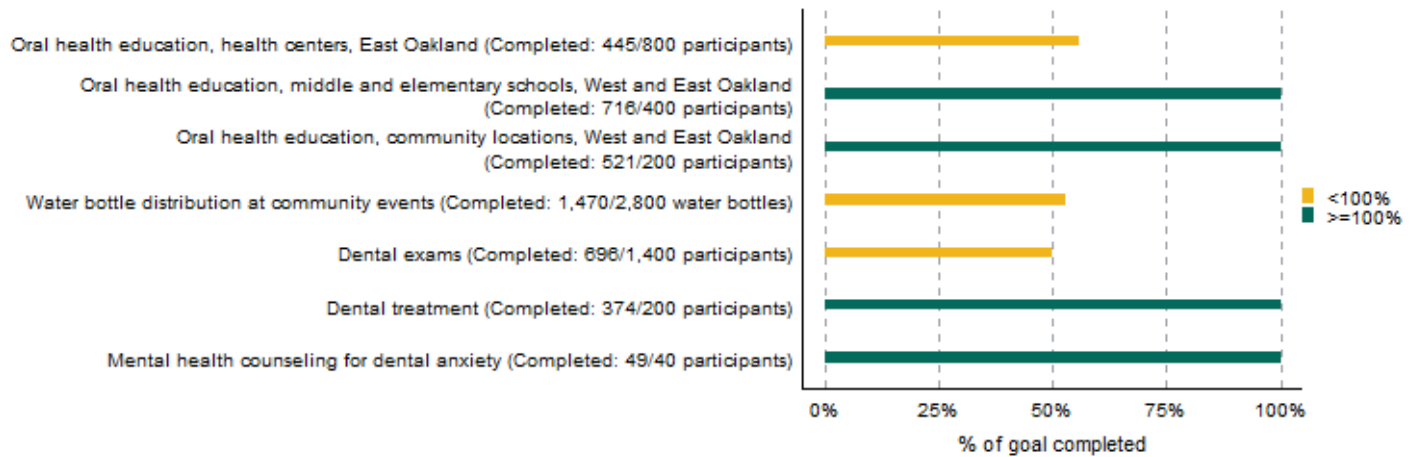 Oral health education, health centers, East Oakland (Completed: 445/800 participants)
Oral health education, middle and elementary schools, West and East Oakland
(Completed: 716/400 participants)
Oral health education, community locations, West and East Oakland
(Completed: 521/200 participants)
Water bottle distribution at community events (Completed: 1,470/2,800 water bottles)
Dental exams (Completed: 696/1,400 participants)
Dental treatment (Completed: 374/200 participants)
Mental health counseling for dental anxiety (Completed: 49/40 participants)
<100%
>=100%
0% 25% 50% 75% 100%
% of goal completed